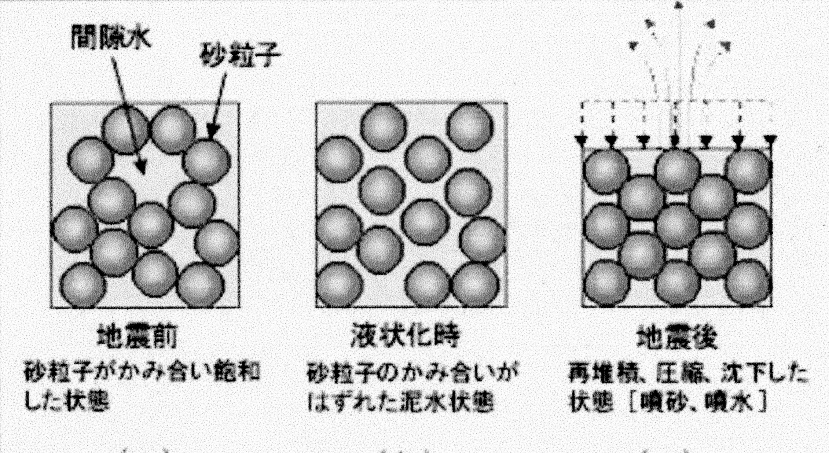 間隙水
砂粒子
地震前
液状化時
地震後
砂粒子がかみ合い飽和
した状態
砂粒子のかみ合いが
はずれた泥水状態
再堆積、圧縮、沈下した
状態［噴砂、噴水］